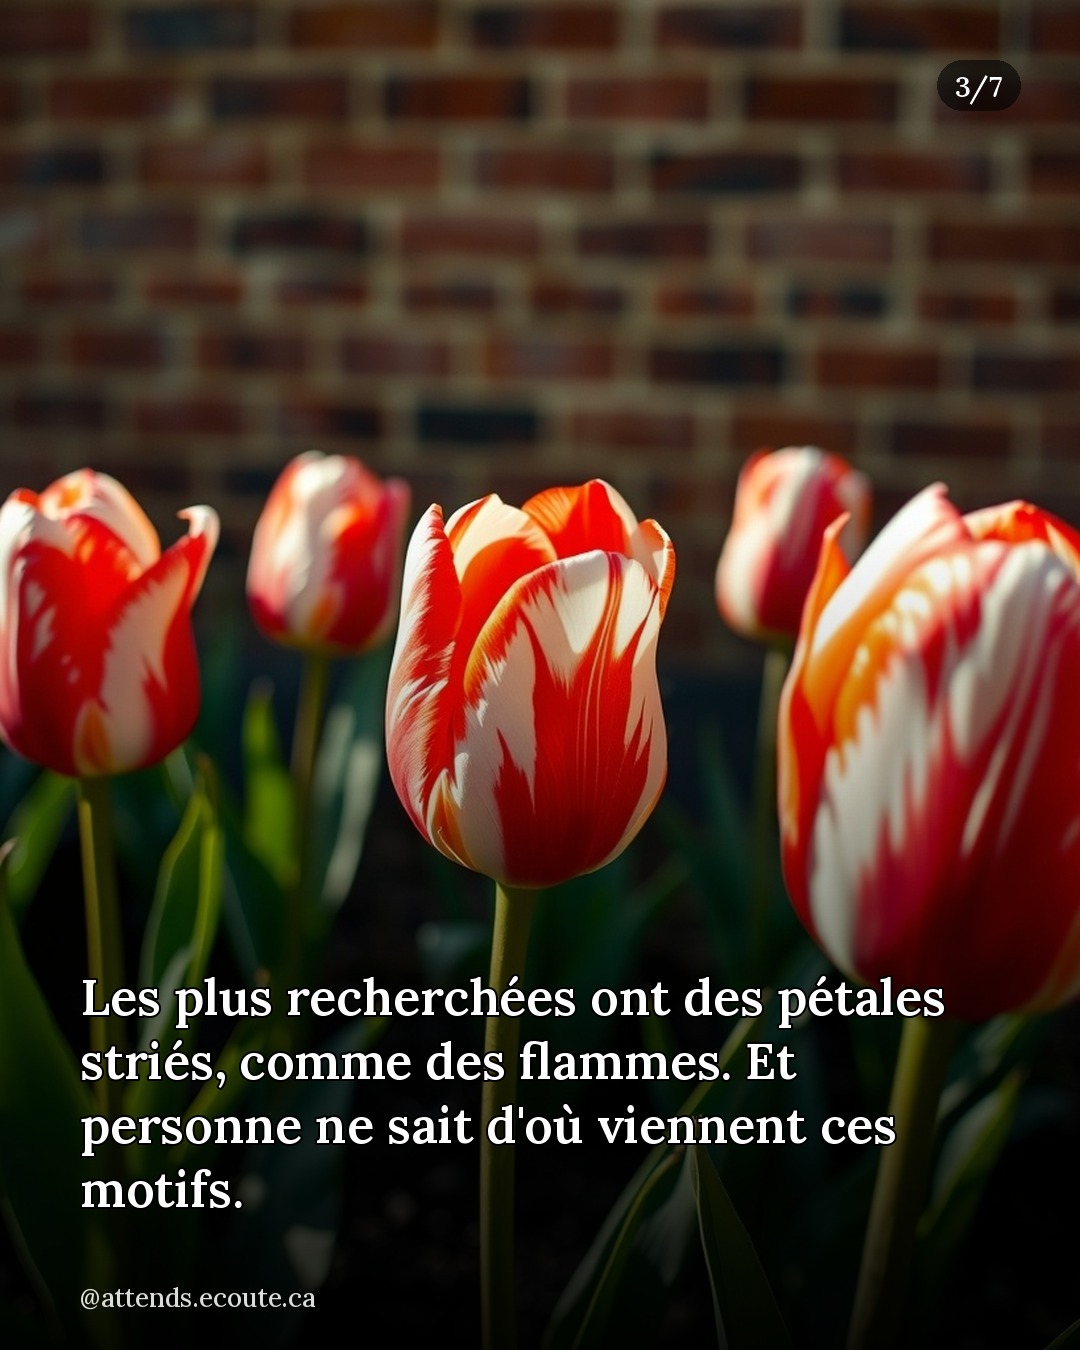 3/7
Les plus recherchées ont des pétales
striés, comme des flammes. Et
personne ne sait d'où viennent ces
motifs.
@attends.ecoute.ca